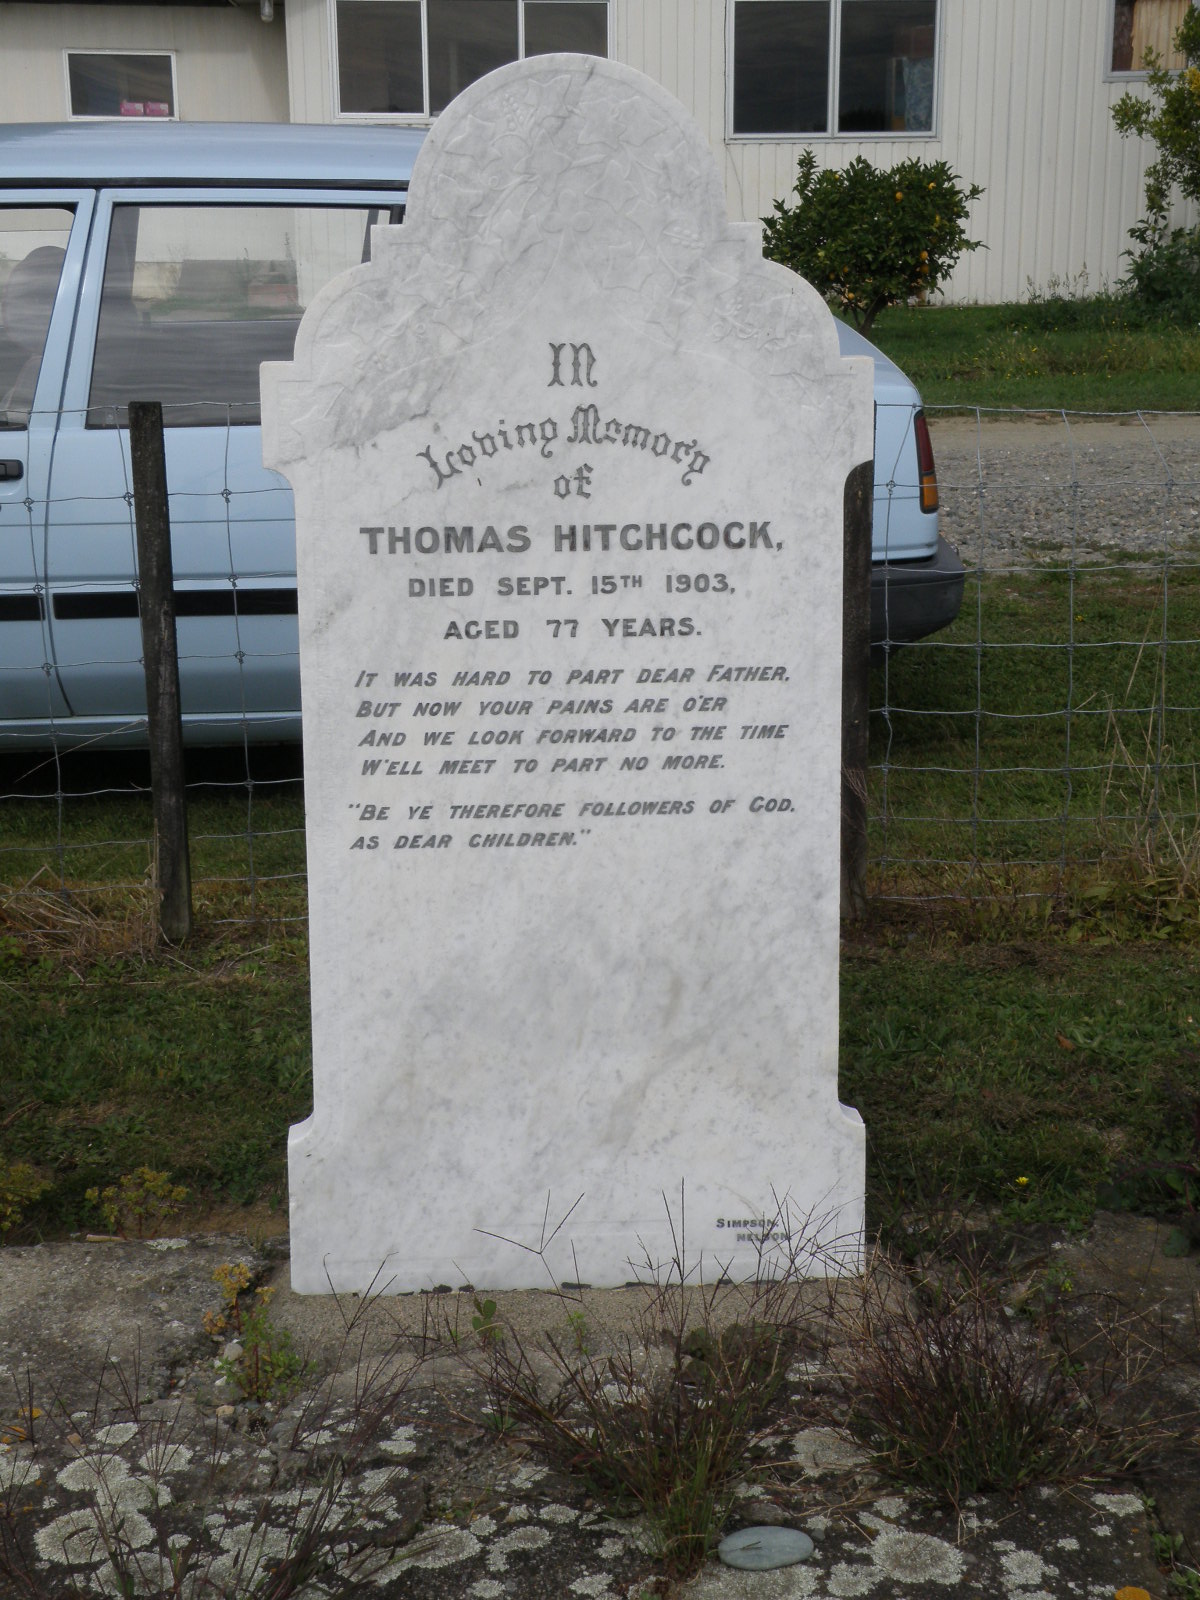 IN
Loving Memory
of
THOMAS HITCHCOCK,
DIED SEPT. 15TH 1903,
AGED 77 YEARS.
IT WAS HARD TO PART DEAR FATHER,
BUT NOW YOUR PAINS ARE O'ER
AND WE LOOK FORWARD TO THE TIME
W'ELL MEET TO PART NO MORE.
"BE YE THEREFORE FOLLOWERS OF GOD,
AS DEAR CHILDREN."
SIMPSON,
NELSON.